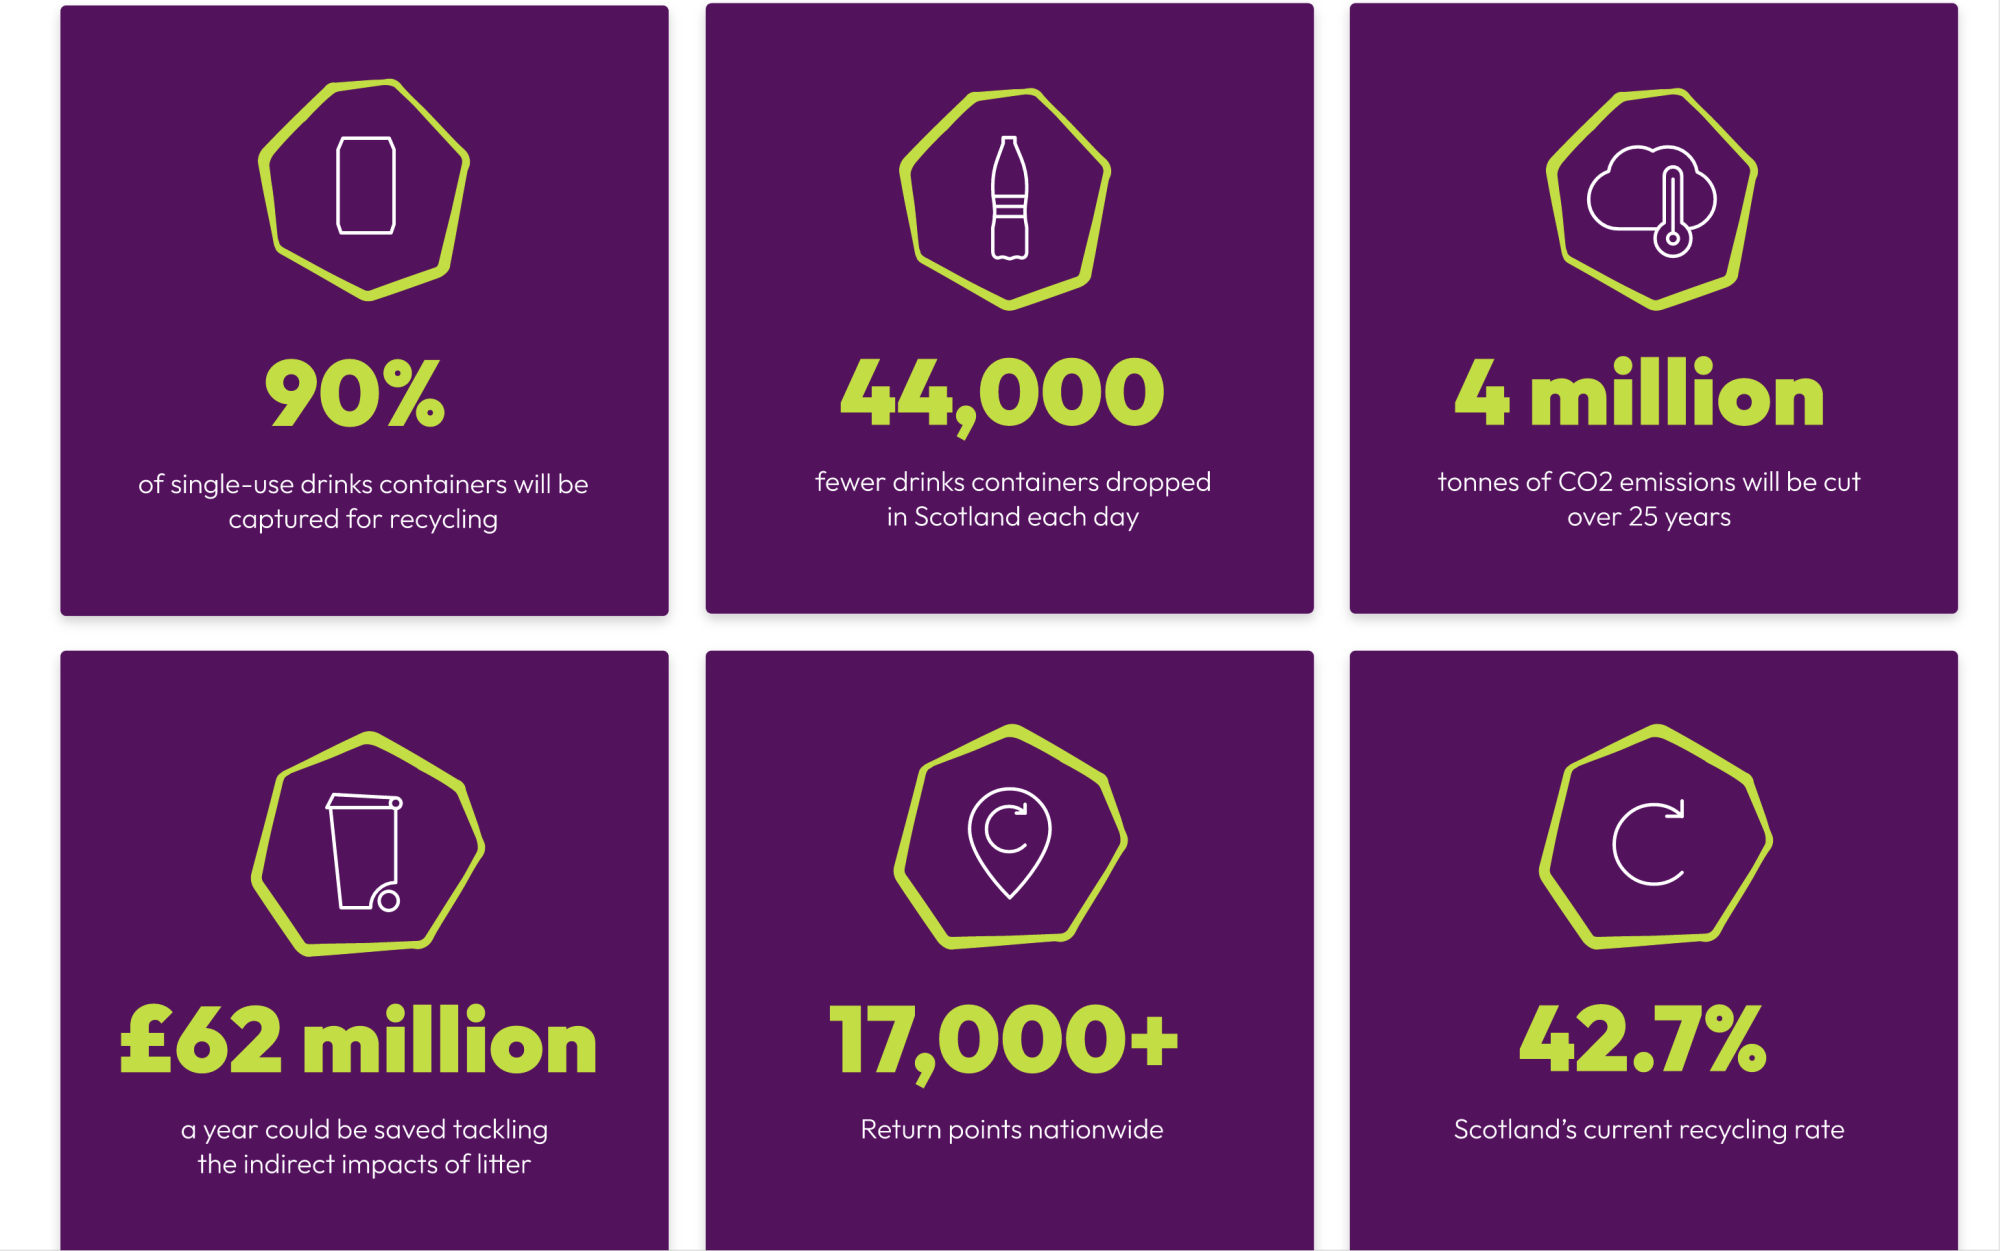 90%
of single-use drinks containers will be
captured for recycling
44,000
fewer drinks containers dropped
in Scotland each day
4 million
tonnes of CO2 emissions will be cut
over 25 years
£62 million
a year could be saved tackling
the indirect impacts of litter
17,000+
Return points nationwide
42.7%
Scotland’s current recycling rate